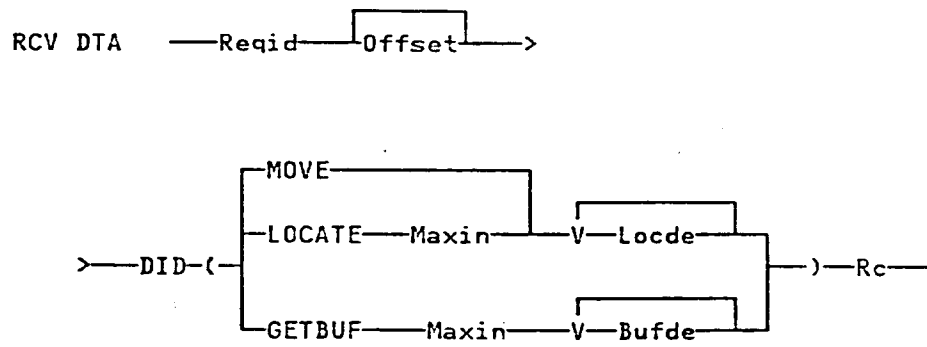 RCV DTA Reqid Offset >
MOVE
LOCATE Maxin V Locde
> DID ( ) Rc
GETBUF Maxin V Bufde